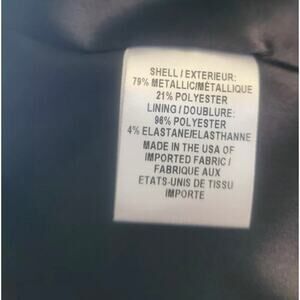 SHELL / EXTERIEUR:
79% METALLIC/MÉTALLIQUE
21% POLYESTER
LINING / DOUBLURE:
96% POLYESTER
4% ELASTANE/ELASTHANNE
MADE IN THE USA OF
IMPORTED FABRIC /
FABRIQUE AUX
ETATS-UNIS DE TISSU
IMPORTE